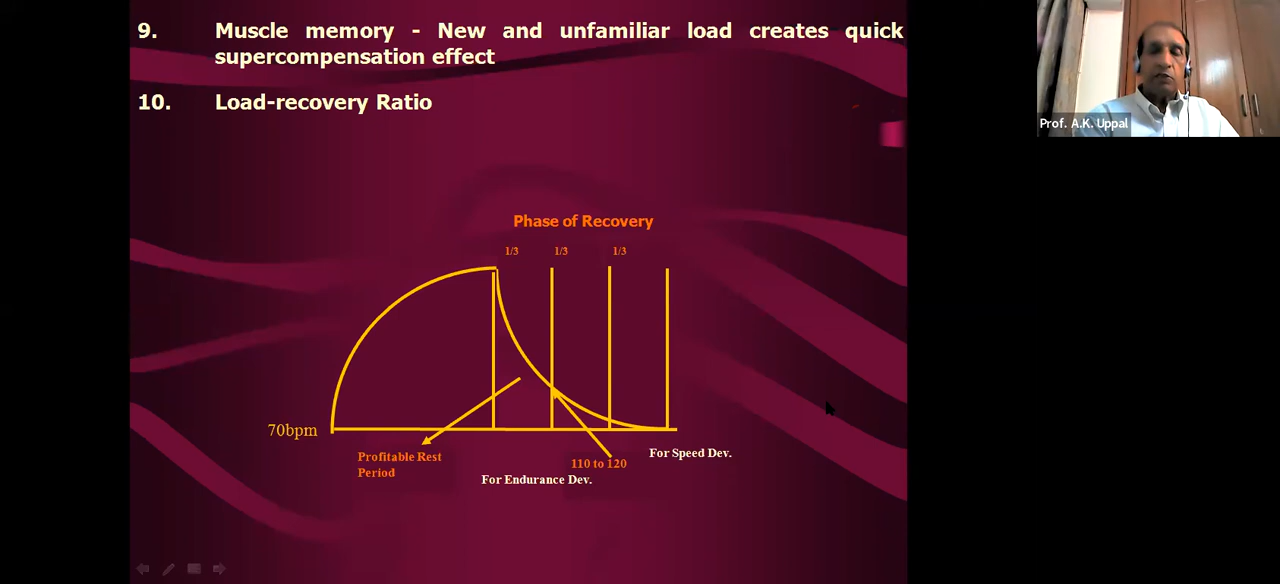 9. Muscle memory - New and unfamiliar load creates quick
supercompensation effect
10. Load-recovery Ratio
Prof. A.K. Uppal
Phase of Recovery
1/3 1/3 1/3
70bpm
Profitable Rest
Period
110 to 120
For Speed Dev.
For Endurance Dev.